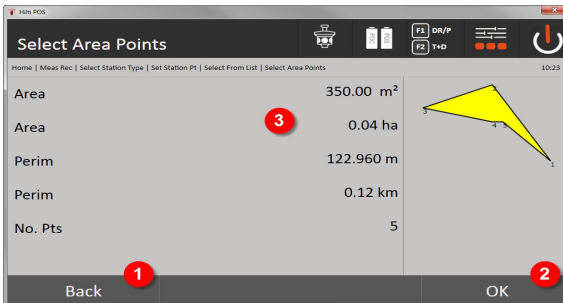 Hilti POS
Select Area Points
POC
POS
F1 DR/P
F2 T+D
Home | Meas Rec | Select Station Type | Set Station Pt | Select From List | Select Area Points 10:23
Area 350.00 m²
Area 0.04 ha
Perim 122.960 m
Perim 0.12 km
No. Pts 5
3
2
3
4 5
1
1
2
Back OK